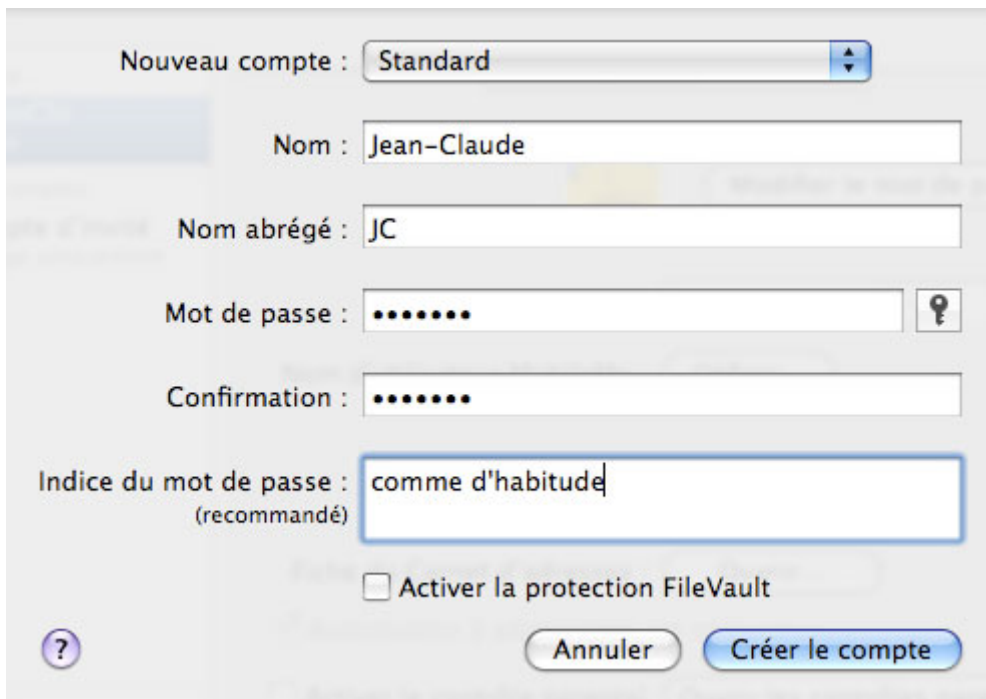 Nouveau compte : Standard
Nom : Jean-Claude
Nom abrégé : JC
Mot de passe : •••••••
Confirmation : •••••••
Indice du mot de passe : comme d'habitude
(recommandé)
Activer la protection FileVault
? Annuler Créer le compte